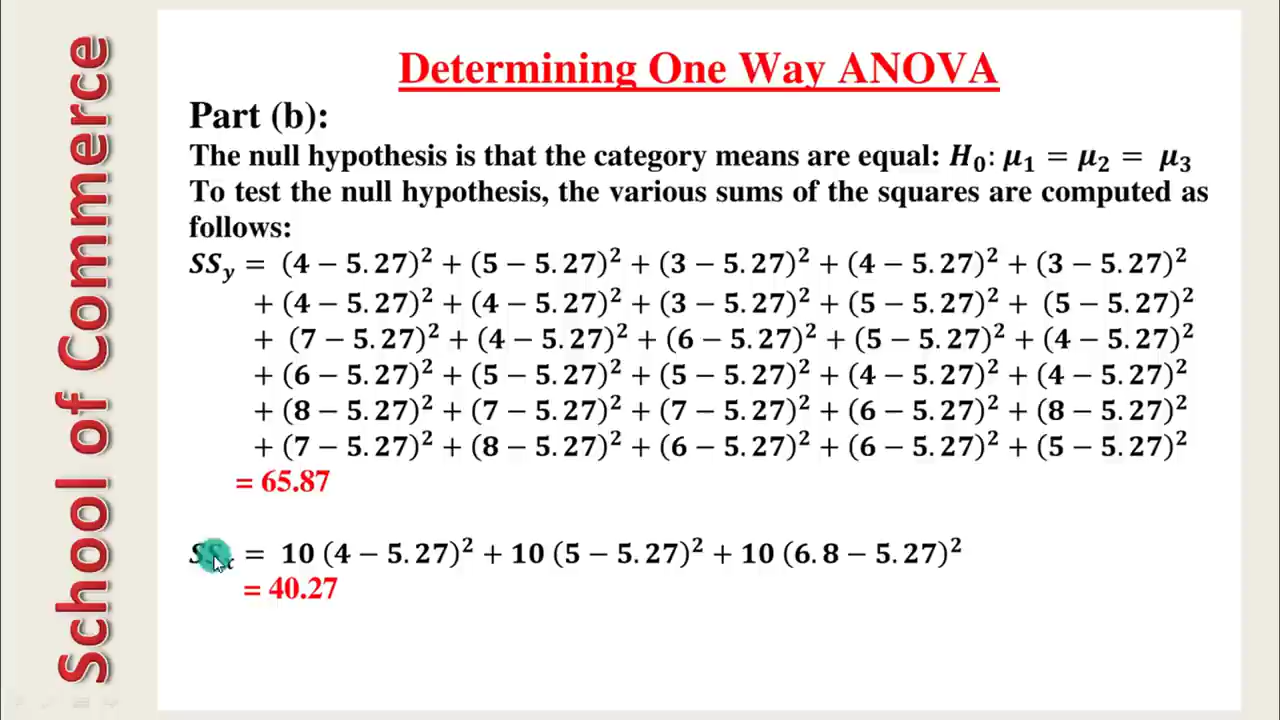 School of Commerce
Determining One Way ANOVA
Part (b):
The null hypothesis is that the category means are equal: H₀: μ₁ = μ₂ = μ₃
To test the null hypothesis, the various sums of the squares are computed as
follows:
SSᵧ = (4 − 5.27)² + (5 − 5.27)² + (3 − 5.27)² + (4 − 5.27)² + (3 − 5.27)²
+ (4 − 5.27)² + (4 − 5.27)² + (3 − 5.27)² + (5 − 5.27)² + (5 − 5.27)²
+ (7 − 5.27)² + (4 − 5.27)² + (6 − 5.27)² + (5 − 5.27)² + (4 − 5.27)²
+ (6 − 5.27)² + (5 − 5.27)² + (5 − 5.27)² + (4 − 5.27)² + (4 − 5.27)²
+ (8 − 5.27)² + (7 − 5.27)² + (7 − 5.27)² + (6 − 5.27)² + (8 − 5.27)²
+ (7 − 5.27)² + (8 − 5.27)² + (6 − 5.27)² + (6 − 5.27)² + (5 − 5.27)²
= 65.87
= 10 (4 − 5.27)² + 10 (5 − 5.27)² + 10 (6.8 − 5.27)²
= 40.27